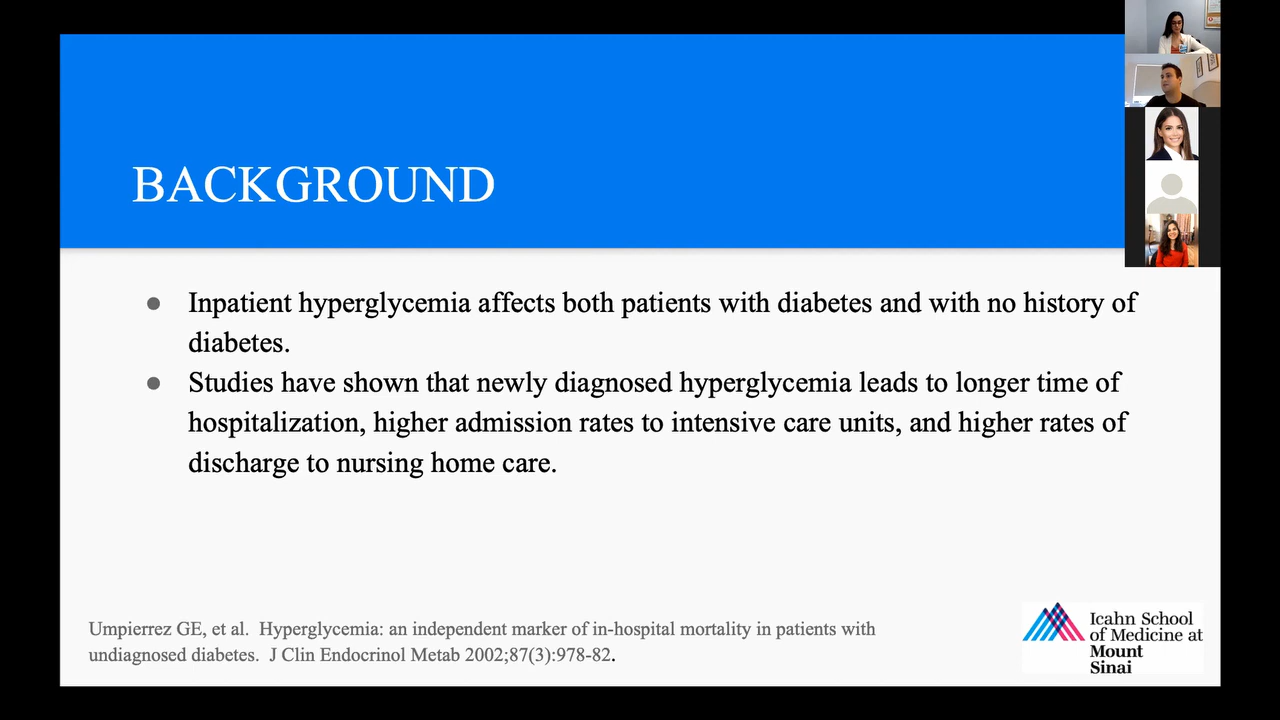 BACKGROUND
● Inpatient hyperglycemia affects both patients with diabetes and with no history of
diabetes.
● Studies have shown that newly diagnosed hyperglycemia leads to longer time of
hospitalization, higher admission rates to intensive care units, and higher rates of
discharge to nursing home care.
Umpierrez GE, et al.  Hyperglycemia: an independent marker of in-hospital mortality in patients with
undiagnosed diabetes.  J Clin Endocrinol Metab 2002;87(3):978-82.
Icahn School
of Medicine at
Mount
Sinai